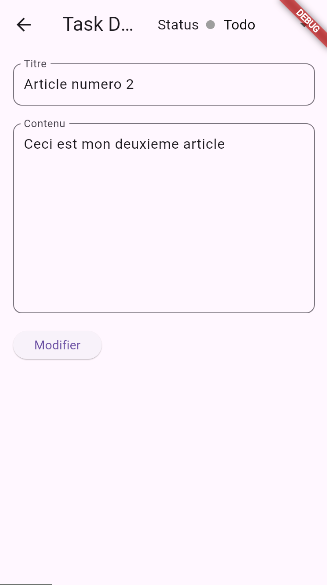 Task D... Status Todo
DEBUG
Titre
Article numero 2
Contenu
Ceci est mon deuxieme article
Modifier